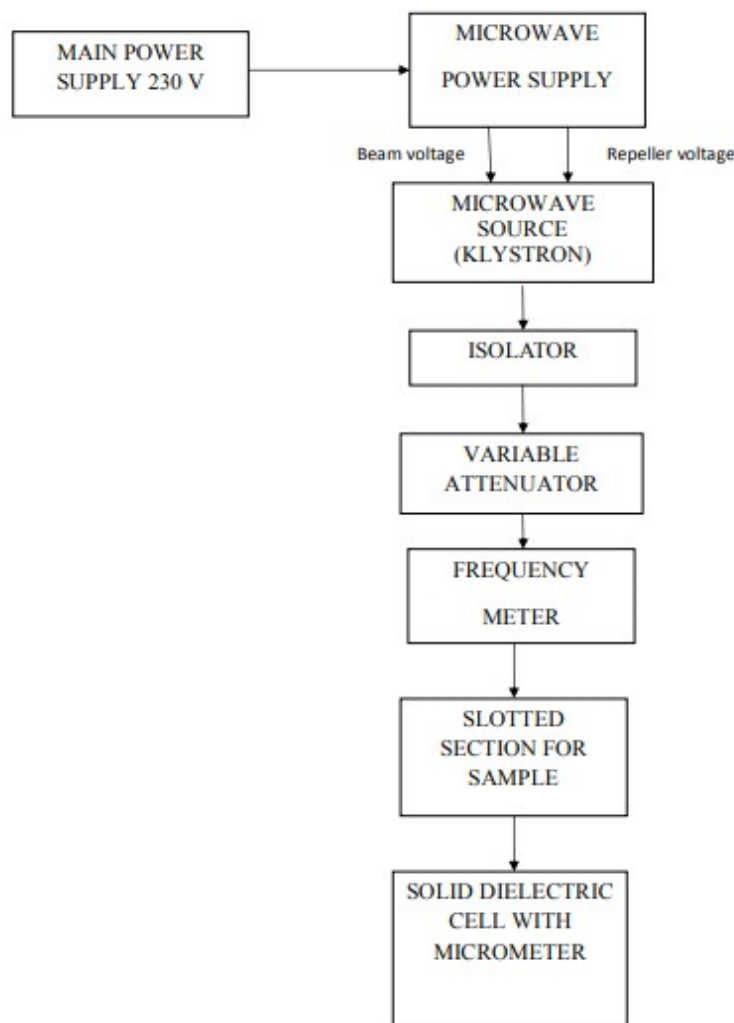 MAIN POWER
SUPPLY 230 V
MICROWAVE
POWER SUPPLY
Beam voltage
Repeller voltage
MICROWAVE
SOURCE
(KLYSTRON)
ISOLATOR
VARIABLE
ATTENUATOR
FREQUENCY
METER
SLOTTED
SECTION FOR
SAMPLE
SOLID DIELECTRIC
CELL WITH
MICROMETER